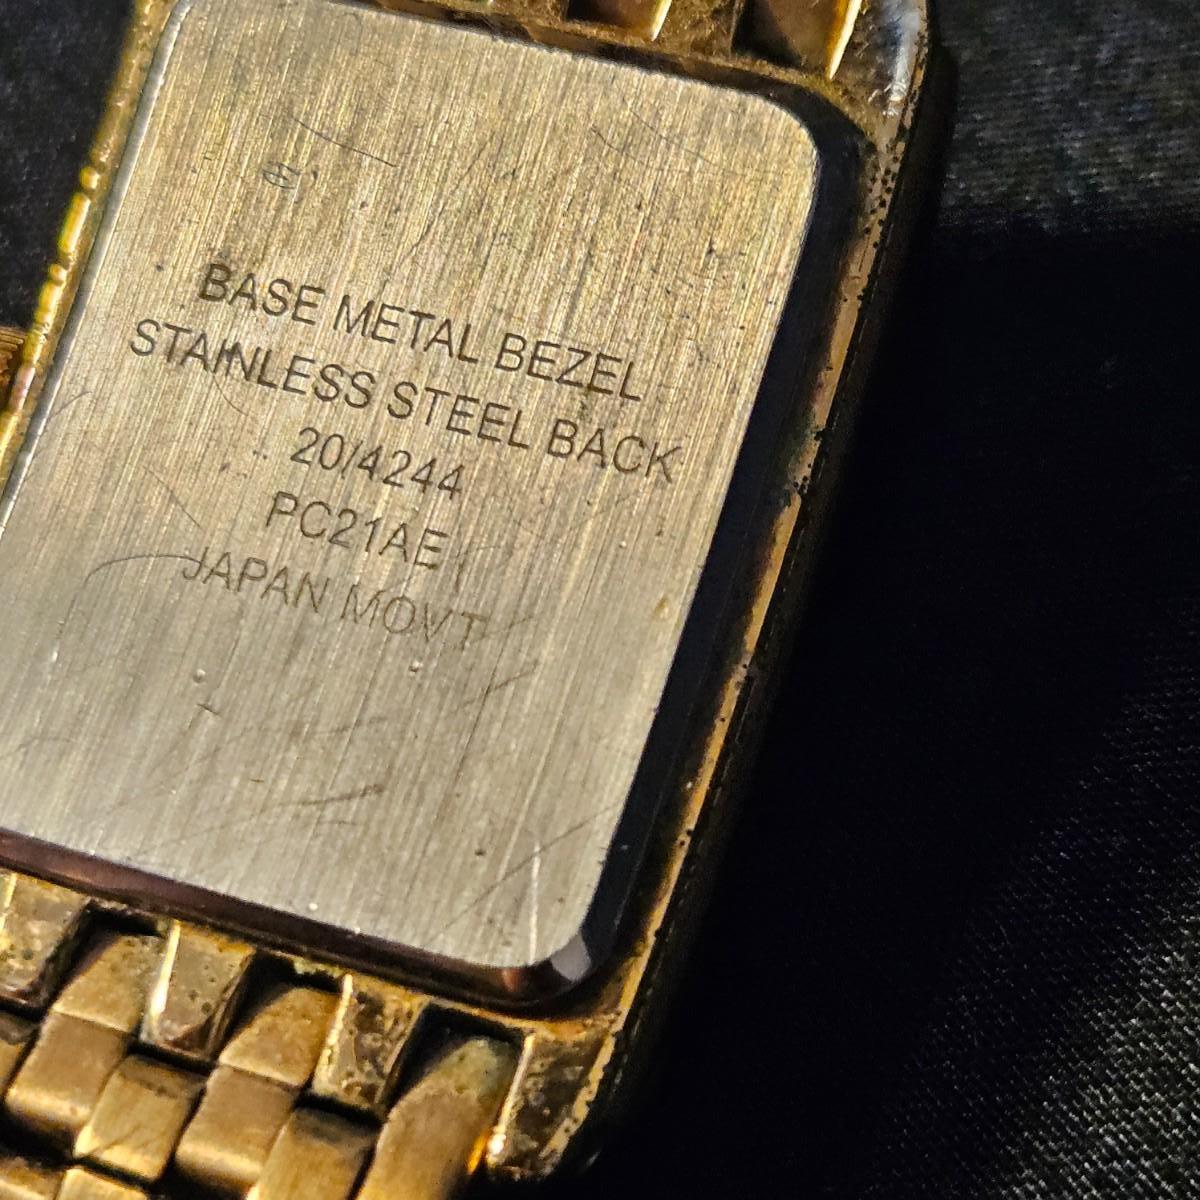 BASE METAL BEZEL
STAINLESS STEEL BACK
20/4244
PC21AE
JAPAN MOVT